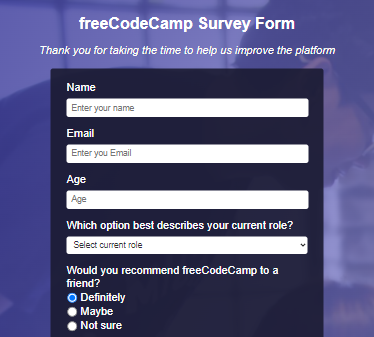 freeCodeCamp Survey Form
Thank you for taking the time to help us improve the platform
Name
Enter your name
Email
Enter you Email
Age
Age
Which option best describes your current role?
Select current role
Would you recommend freeCodeCamp to a
friend?
Definitely
Maybe
Not sure